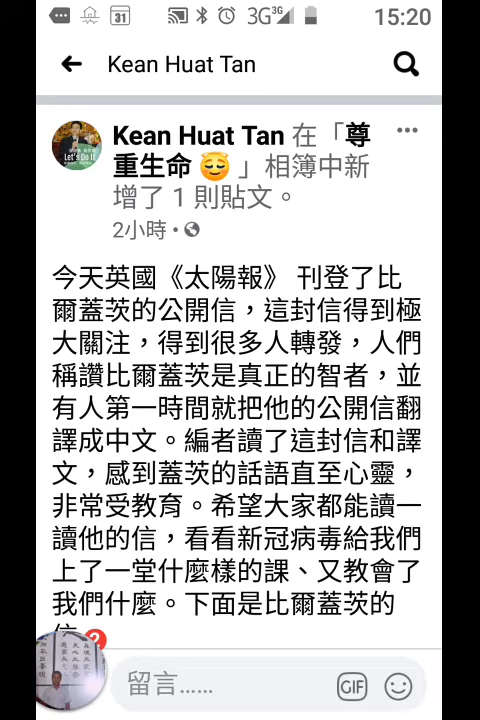 31
3G 3G
15:20
Kean Huat Tan
Let's Do It
Kean Huat Tan 在「尊
重生命 😌 」相簿中新
增了 1 則貼文。
2小時 ·
今天英國《太陽報》 刊登了比
爾蓋茨的公開信，這封信得到極
大關注，得到很多人轉發，人們
稱讚比爾蓋茨是真正的智者，並
有人第一時間就把他的公開信翻
譯成中文。編者讀了這封信和譯
文，感到蓋茨的話語直至心靈，
非常受教育。希望大家都能讀一
讀他的信，看看新冠病毒給我們
上了一堂什麼樣的課、又教會了
我們什麼。下面是比爾蓋茨的
信
2
留言......
GIF